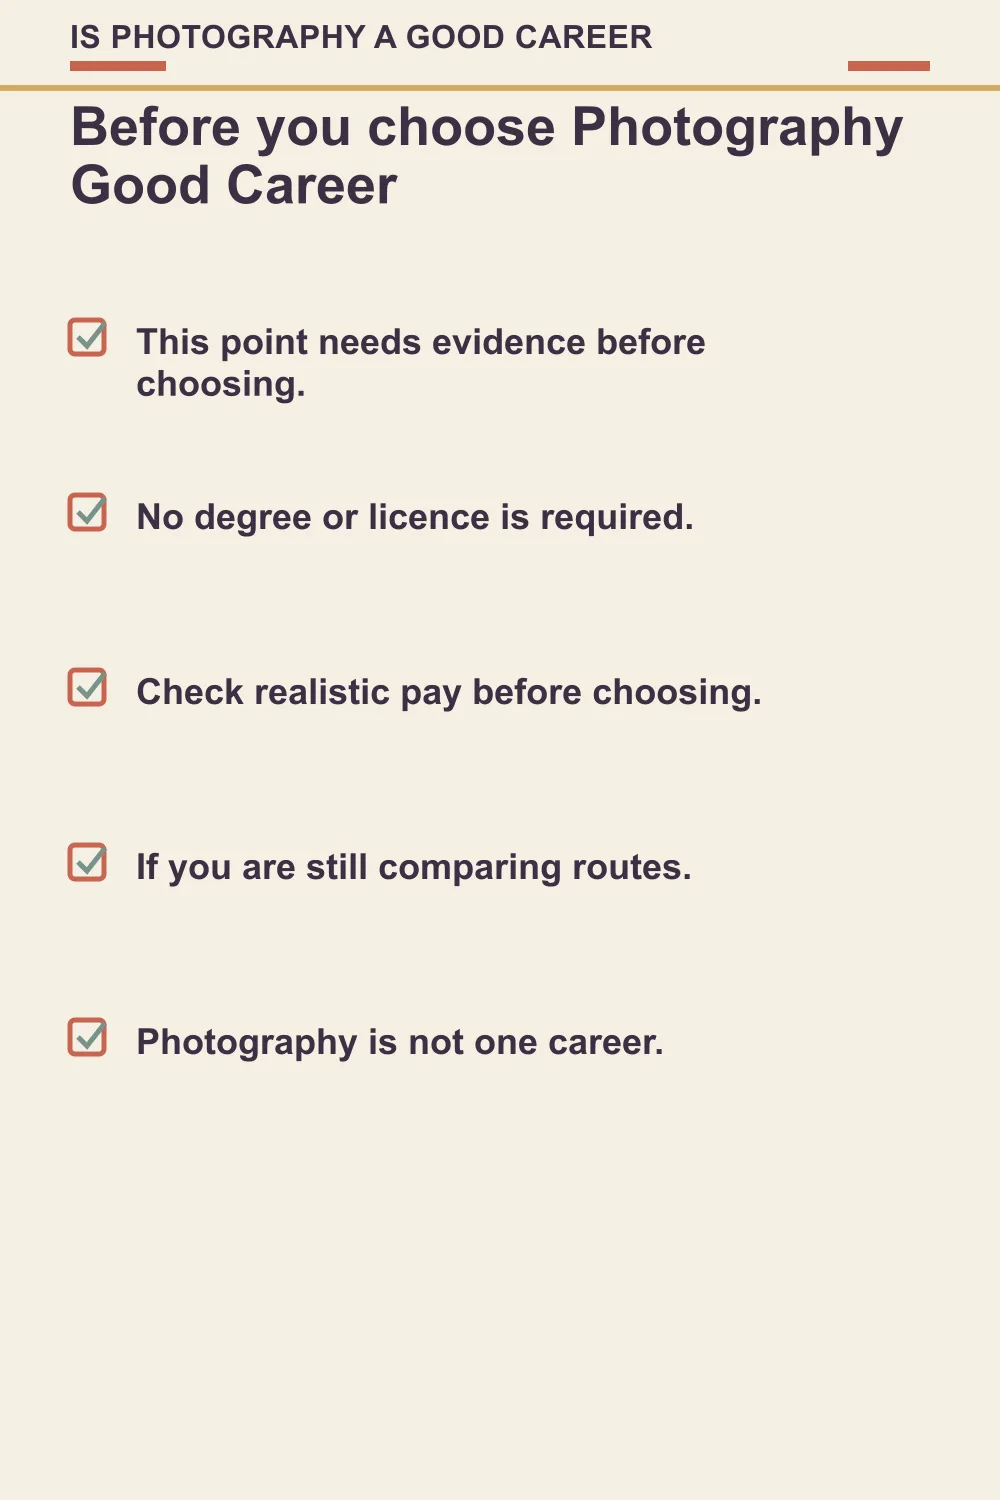 IS PHOTOGRAPHY A GOOD CAREER
Before you choose Photography
Good Career
This point needs evidence before
choosing.
No degree or licence is required.
Check realistic pay before choosing.
If you are still comparing routes.
Photography is not one career.